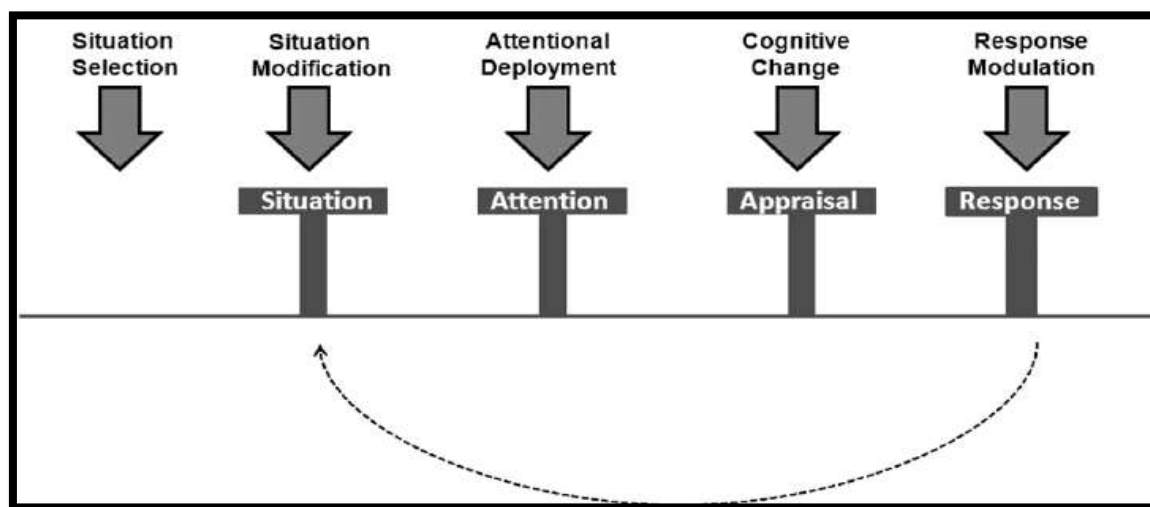 Situation
Selection
Situation
Modification
Attentional
Deployment
Cognitive
Change
Response
Modulation
Situation
Attention
Appraisal
Response